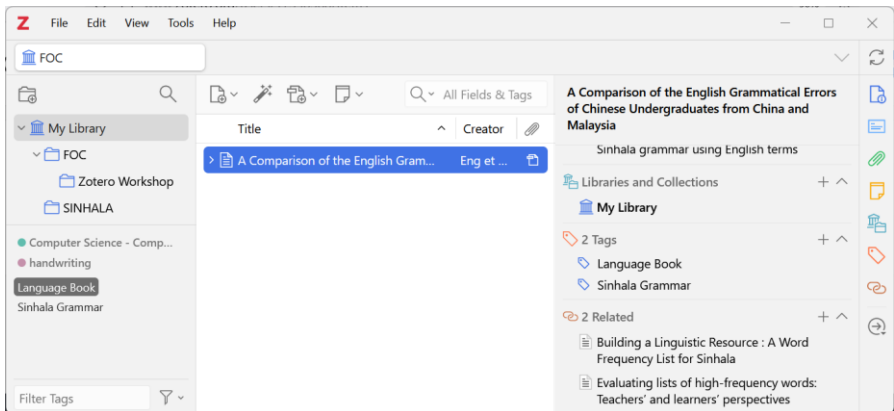 Z File Edit View Tools Help
FOC
My Library
FOC
Zotero Workshop
SINHALA
Computer Science - Comp...
handwriting
Language Book
Sinhala Grammar
Filter Tags
All Fields & Tags
Title Creator
A Comparison of the English Gram... Eng et ...
A Comparison of the English Grammatical Errors
of Chinese Undergraduates from China and
Malaysia
Sinhala grammar using English terms
Libraries and Collections
My Library
2 Tags
Language Book
Sinhala Grammar
2 Related
Building a Linguistic Resource : A Word
Frequency List for Sinhala
Evaluating lists of high-frequency words:
Teachers' and learners' perspectives